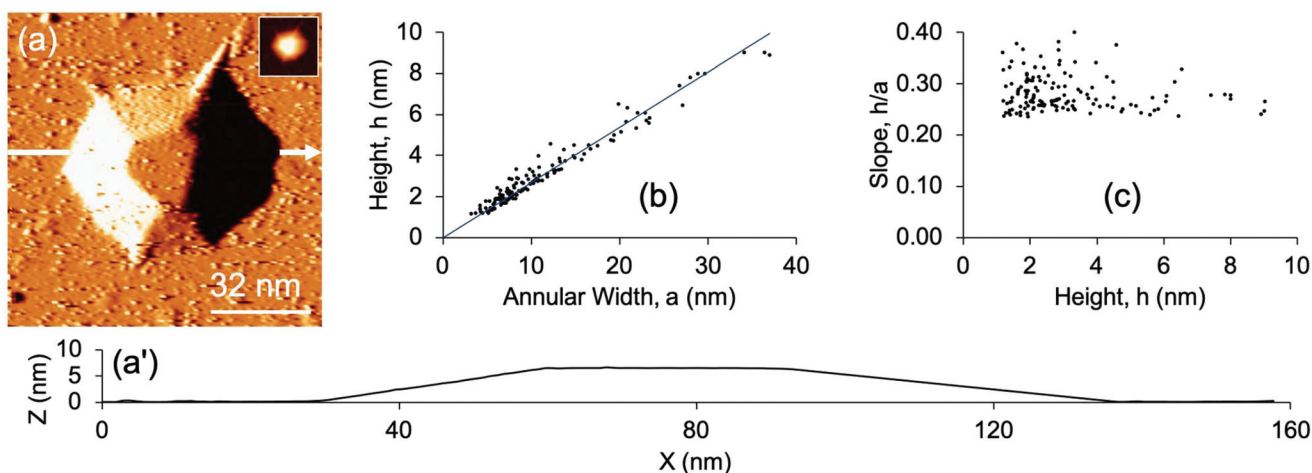 (a)
32 nm
10
8
6
4
2
0
Height, h (nm)
(b)
0 10 20 30 40
Annular Width, a (nm)
0.40
0.30
0.20
0.10
0.00
Slope, h/a
(c)
0 2 4 6 8 10
Height, h (nm)
(a')
10
5
0
Z (nm)
0 40 80 120 160
X (nm)